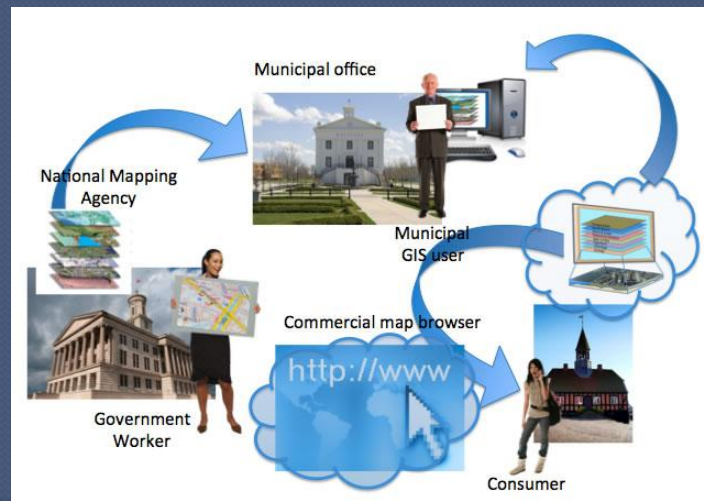 Municipal office
National Mapping
Agency
Municipal
GIS user
Commercial map browser
http://www
Government
Worker
Consumer